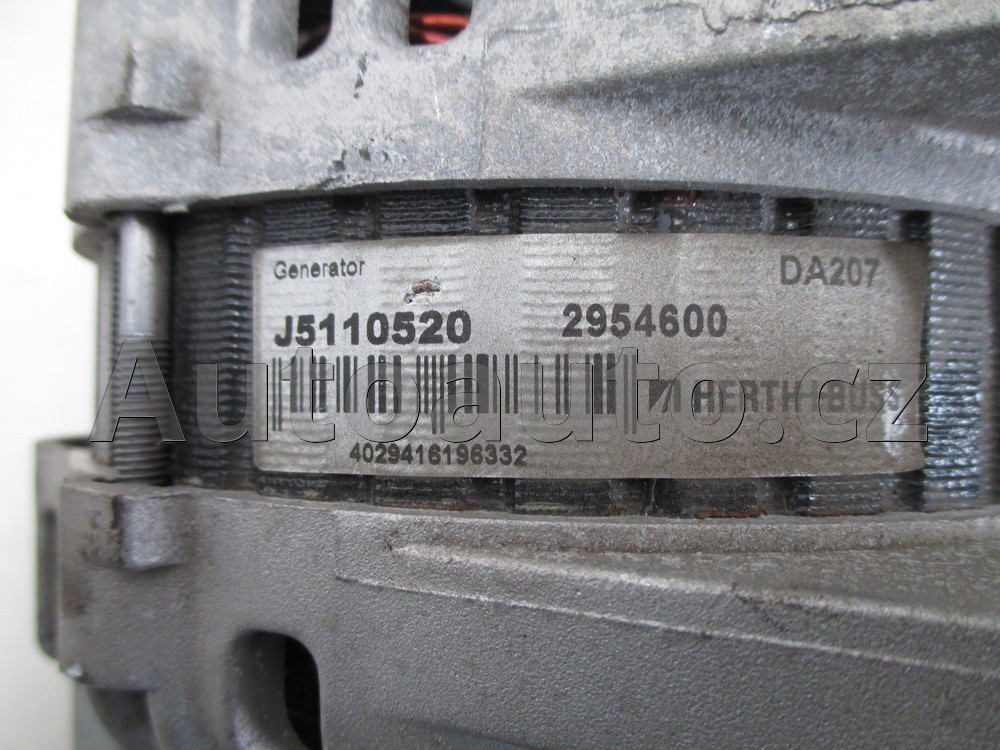 Generator
DA207
J5110520 2954600
HERTH+BUSS
4029416196332
Autoauto.cz